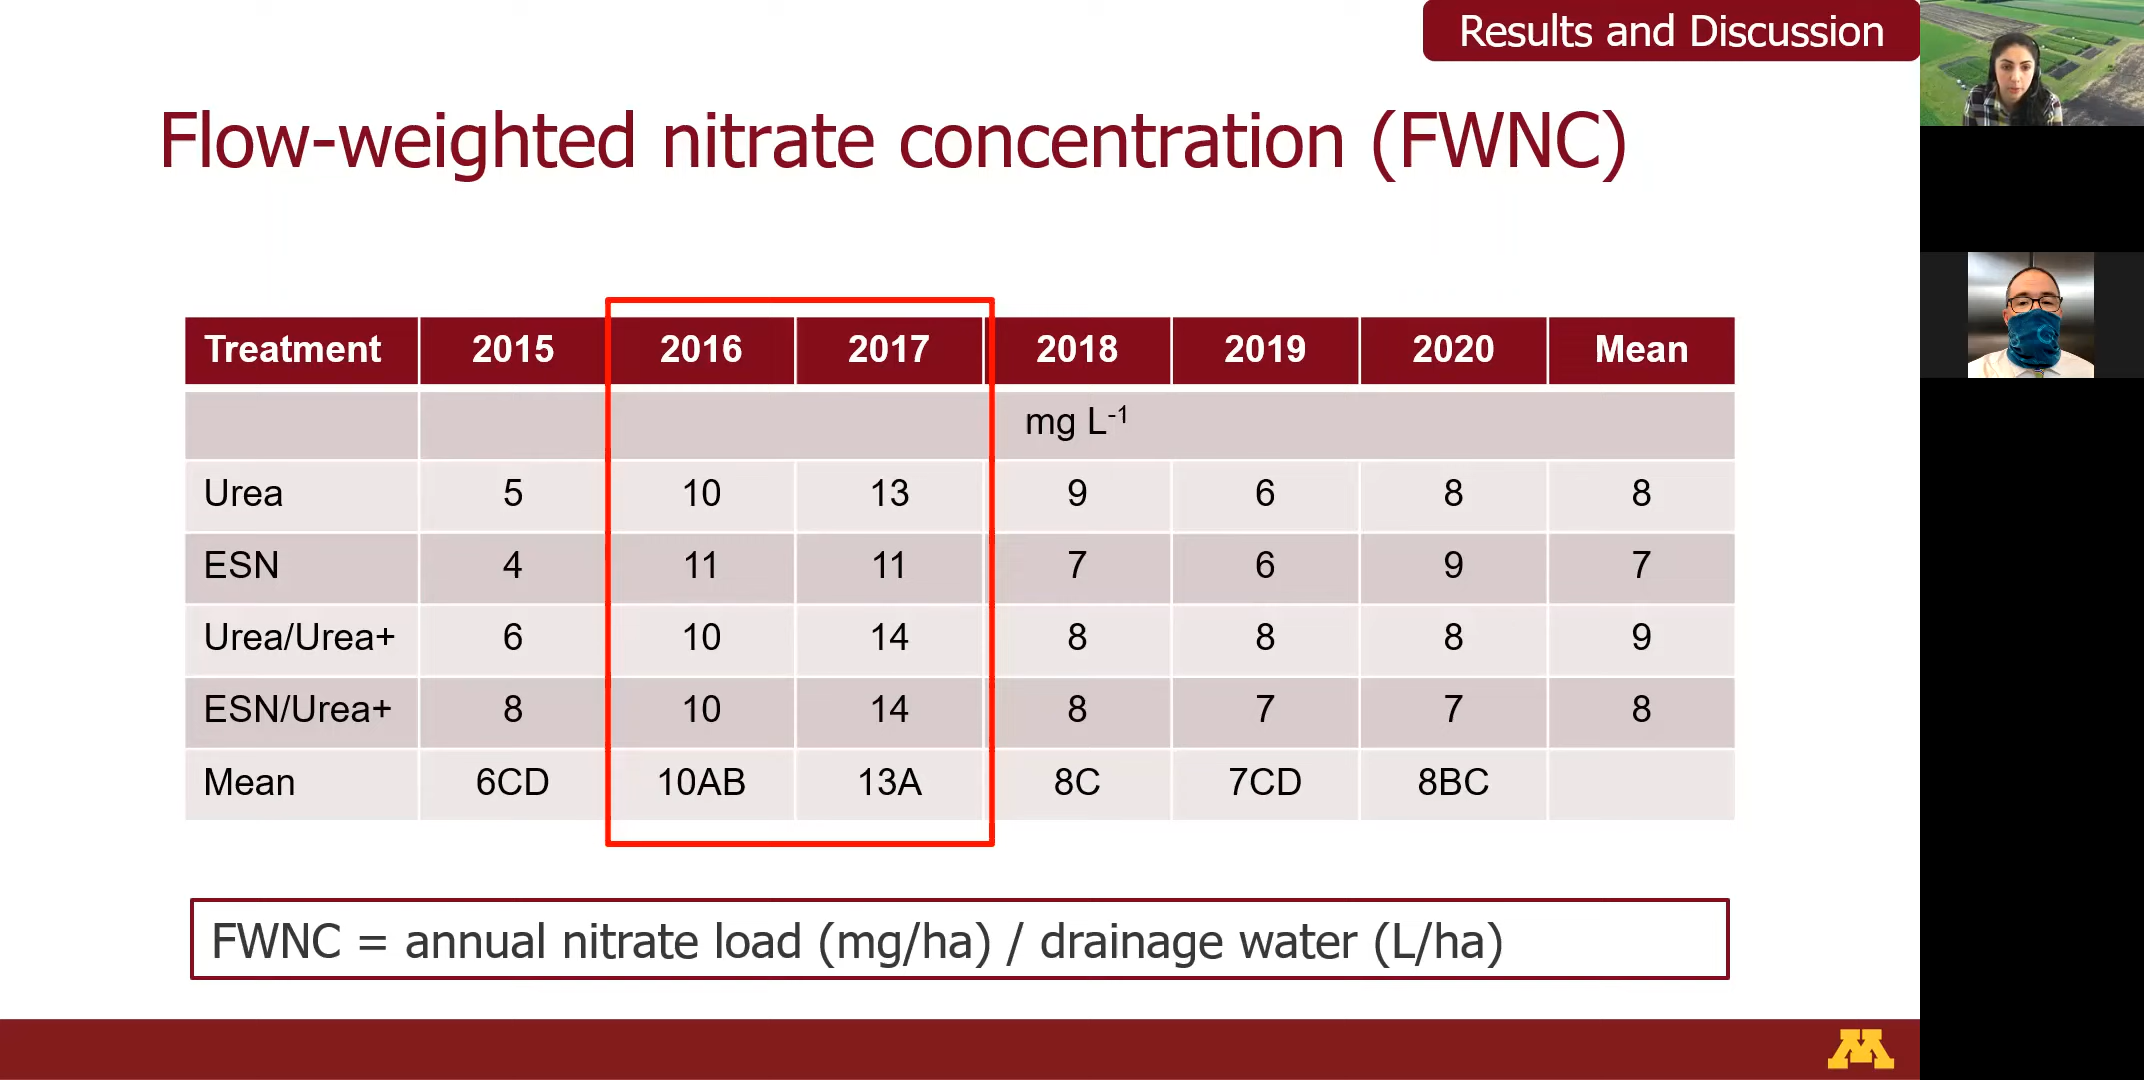 Results and Discussion
Flow-weighted nitrate concentration (FWNC)
Treatment 2015 2016 2017 2018 2019 2020 Mean
mg L⁻¹
Urea 5 10 13 9 6 8 8
ESN 4 11 11 7 6 9 7
Urea/Urea+ 6 10 14 8 8 8 9
ESN/Urea+ 8 10 14 8 7 7 8
Mean 6CD 10AB 13A 8C 7CD 8BC
FWNC = annual nitrate load (mg/ha) / drainage water (L/ha)
M